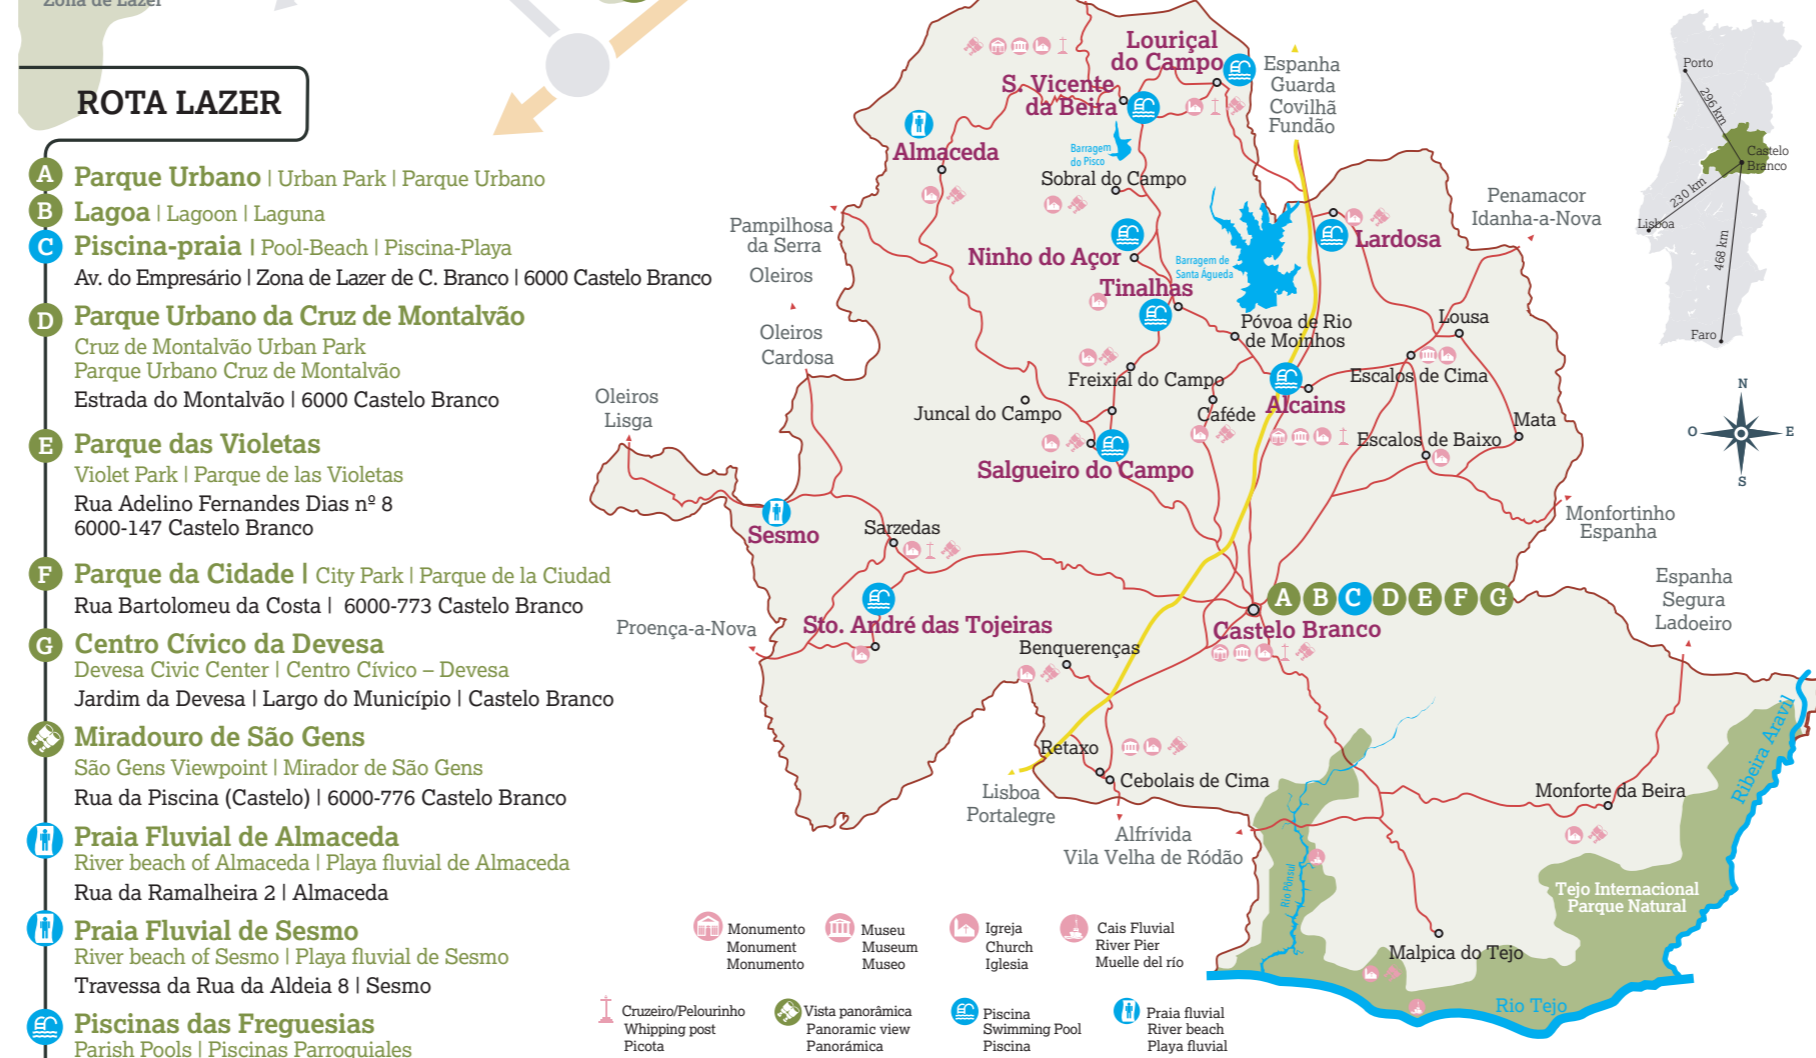 Zona de Lazer
ROTA LAZER
A Parque Urbano | Urban Park | Parque Urbano
B Lagoa | Lagoon | Laguna
C Piscina-praia | Pool-Beach | Piscina-Playa
Av. do Empresário | Zona de Lazer de C. Branco | 6000 Castelo Branco
D Parque Urbano da Cruz de Montalvão
Cruz de Montalvão Urban Park
Parque Urbano Cruz de Montalvão
Estrada do Montalvão | 6000 Castelo Branco
E Parque das Violetas
Violet Park | Parque de las Violetas
Rua Adelino Fernandes Dias nº 8
6000-147 Castelo Branco
F Parque da Cidade | City Park | Parque de la Ciudad
Rua Bartolomeu da Costa | 6000-773 Castelo Branco
G Centro Cívico da Devesa
Devesa Civic Center | Centro Cívico – Devesa
Jardim da Devesa | Largo do Município | Castelo Branco
Miradouro de São Gens
São Gens Viewpoint | Mirador de São Gens
Rua da Piscina (Castelo) | 6000-776 Castelo Branco
Praia Fluvial de Almaceda
River beach of Almaceda | Playa fluvial de Almaceda
Rua da Ramalheira 2 | Almaceda
Praia Fluvial de Sesmo
River beach of Sesmo | Playa fluvial de Sesmo
Travessa da Rua da Aldeia 8 | Sesmo
Piscinas das Freguesias
Parish Pools | Piscinas Parroquiales
Louriçal
do Campo
S. Vicente
da Beira
Espanha
Guarda
Covilhã
Fundão
Almaceda
Barragem
do Pisco
Sobral do Campo
Pampilhosa
da Serra
Oleiros
Ninho do Açor
Barragem de
Santa Águeda
Lardosa
Penamacor
Idanha-a-Nova
Tinalhas
Oleiros
Cardosa
Póvoa de Rio
de Moinhos
Lousa
Escalos de Cima
Freixial do Campo
Oleiros
Lisga
Juncal do Campo
Caféde
Alcains
Mata
Escalos de Baixo
Salgueiro do Campo
Sesmo
Sarzedas
Monfortinho
Espanha
A B C D E F G
Castelo Branco
Espanha
Segura
Ladoeiro
Proença-a-Nova
Sto. André das Tojeiras
Benquerenças
Retaxo
Cebolais de Cima
Lisboa
Portalegre
Alfrívida
Vila Velha de Ródão
Monforte da Beira
Ribeira Aravil
Rio Pônsul
Tejo Internacional
Parque Natural
Malpica do Tejo
Rio Tejo
Porto
296 km
Castelo
Branco
230 km
Lisboa
468 km
Faro
N
O
E
S
Monumento
Monument
Monumento
Museu
Museum
Museo
Igreja
Church
Iglesia
Cais Fluvial
River Pier
Muelle del río
Cruzeiro/Pelourinho
Whipping post
Picota
Vista panorâmica
Panoramic view
Panorámica
Piscina
Swimming Pool
Piscina
Praia fluvial
River beach
Playa fluvial